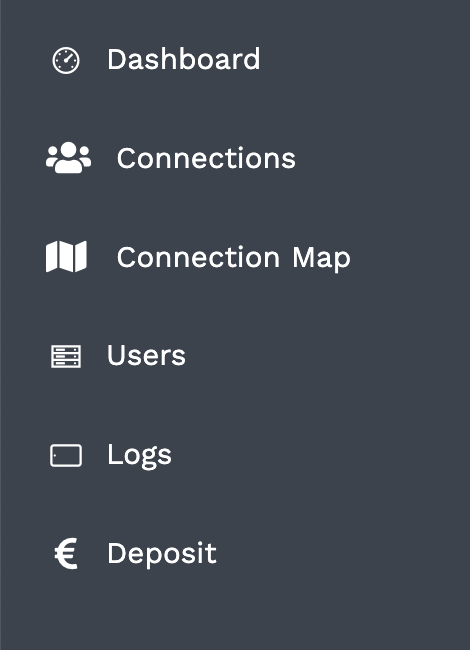 Dashboard
Connections
Connection Map
Users
Logs
Deposit